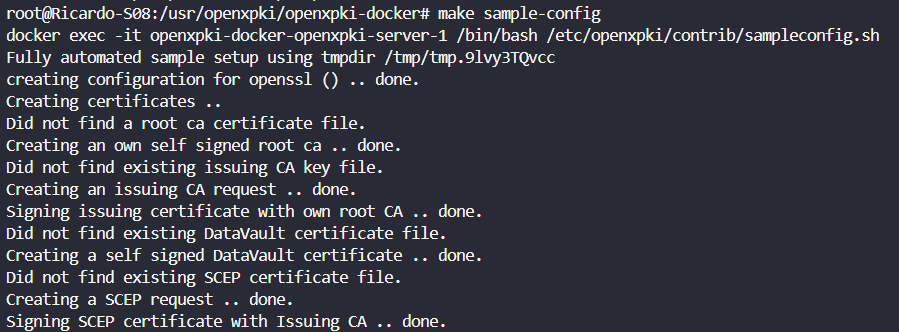 root@Ricardo-S08:/usr/openxpki/openxpki-docker# make sample-config
docker exec -it openxpki-docker-openxpki-server-1 /bin/bash /etc/openxpki/contrib/sampleconfig.sh
Fully automated sample setup using tmpdir /tmp/tmp.9lvy3TQvcc
creating configuration for openssl () .. done.
Creating certificates ..
Did not find a root ca certificate file.
Creating an own self signed root ca .. done.
Did not find existing issuing CA key file.
Creating an issuing CA request .. done.
Signing issuing certificate with own root CA .. done.
Did not find existing DataVault certificate file.
Creating a self signed DataVault certificate .. done.
Did not find existing SCEP certificate file.
Creating a SCEP request .. done.
Signing SCEP certificate with Issuing CA .. done.